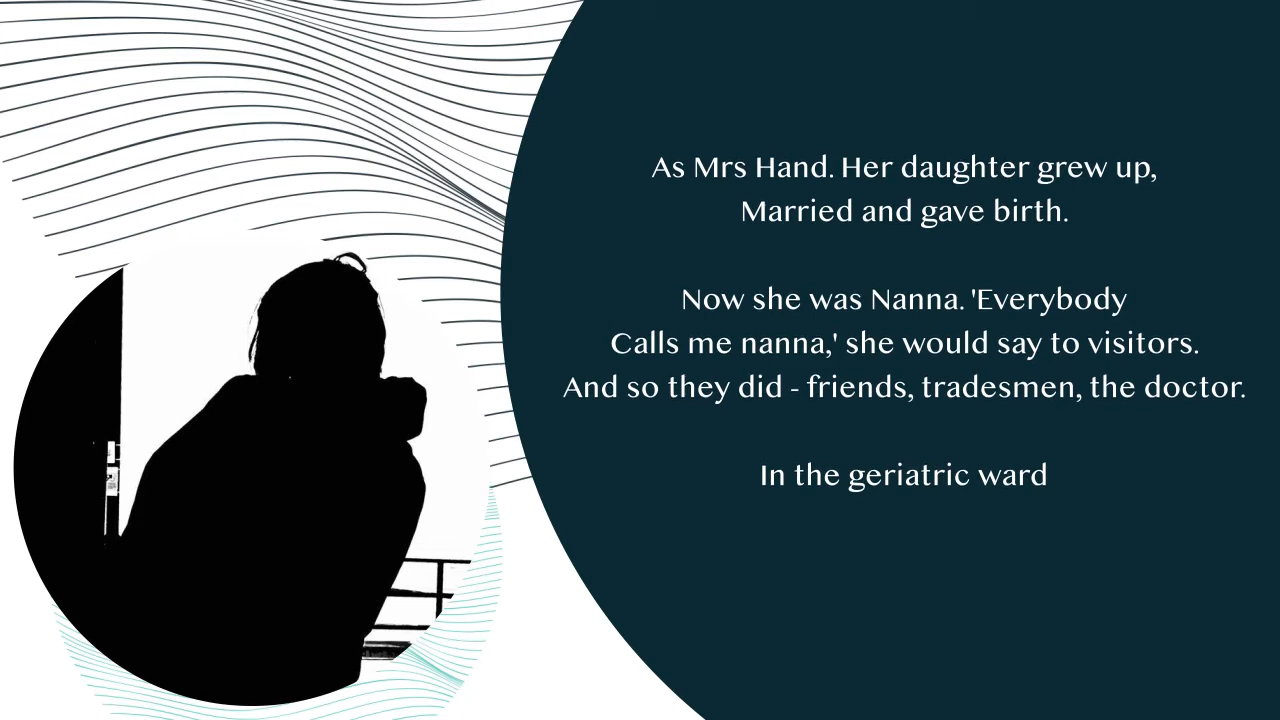 As Mrs Hand. Her daughter grew up,
Married and gave birth.
Now she was Nanna. 'Everybody
Calls me nanna,' she would say to visitors.
And so they did - friends, tradesmen, the doctor.
In the geriatric ward